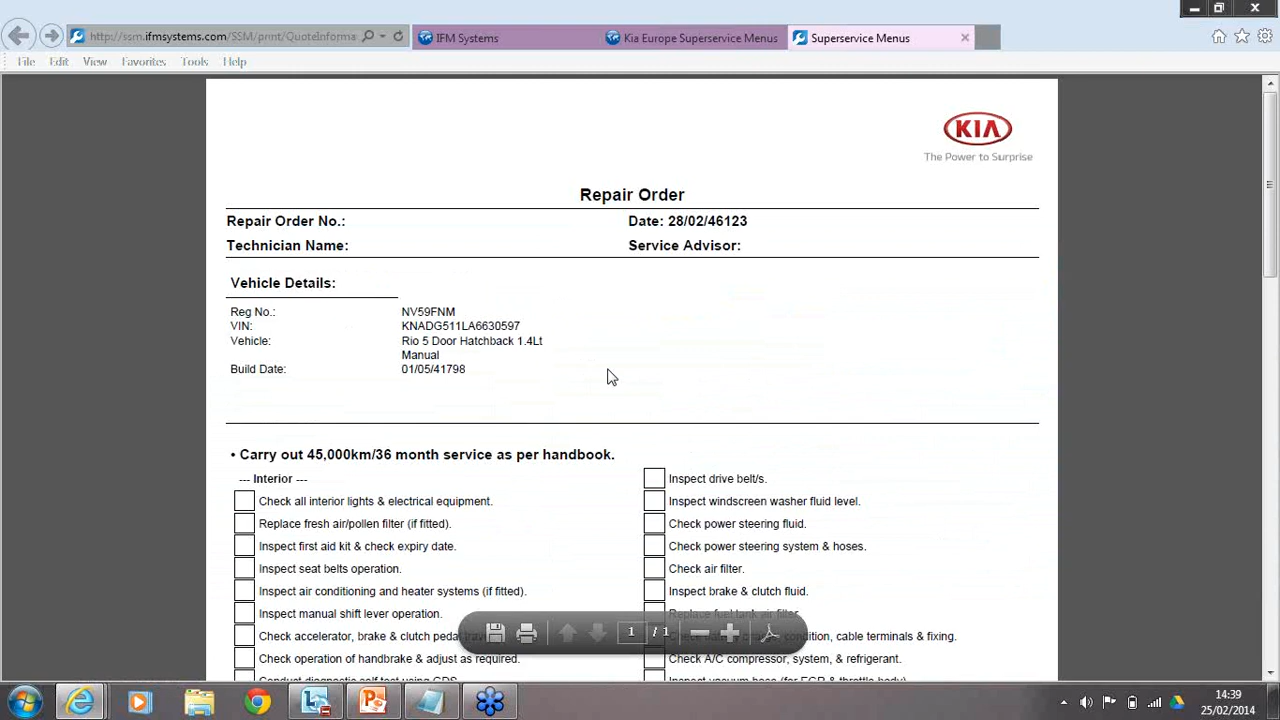 http://ssm.ifmsystems.com/SSM/print/QuoteInforma
IFM Systems
Kia Europe Superservice Menus
Superservice Menus
File Edit View Favorites Tools Help
KIA
The Power to Surprise
Repair Order
Repair Order No.:
Date: 28/02/46123
Technician Name:
Service Advisor:
Vehicle Details:
Reg No.: NV59FNM
VIN: KNADG511LA6630597
Vehicle: Rio 5 Door Hatchback 1.4Lt
Manual
Build Date: 01/05/41798
• Carry out 45,000km/36 month service as per handbook.
--- Interior ---
Check all interior lights & electrical equipment.
Replace fresh air/pollen filter (if fitted).
Inspect first aid kit & check expiry date.
Inspect seat belts operation.
Inspect air conditioning and heater systems (if fitted).
Inspect manual shift lever operation.
Check accelerator, brake & clutch pedal
Check operation of handbrake & adjust as required.
Conduct diagnostic self test using GDS
Inspect drive belt/s.
Inspect windscreen washer fluid level.
Check power steering fluid.
Check power steering system & hoses.
Check air filter.
Inspect brake & clutch fluid.
Replace fuel tank air filter
condition, cable terminals & fixing.
Check A/C compressor, system, & refrigerant.
Inspect vacuum hose (for EGR & throttle body)
1 / 1
14:39
25/02/2014